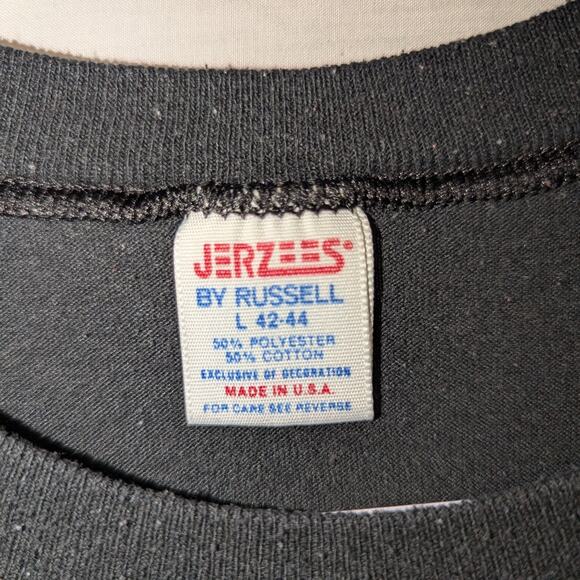 JERZEES®
BY RUSSELL
L 42-44
50% POLYESTER
50% COTTON
EXCLUSIVE OF DECORATION
MADE IN U.S.A.
FOR CARE SEE REVERSE